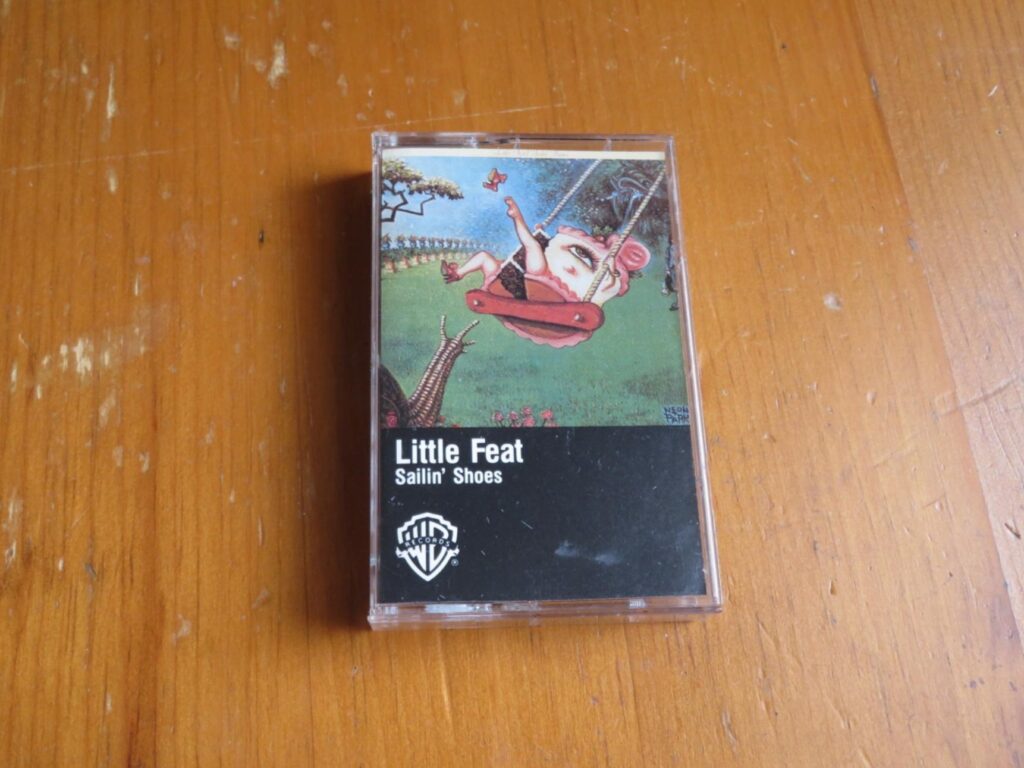 NEON
PARK
Little Feat
Sailin' Shoes
WB
RECORDS
®